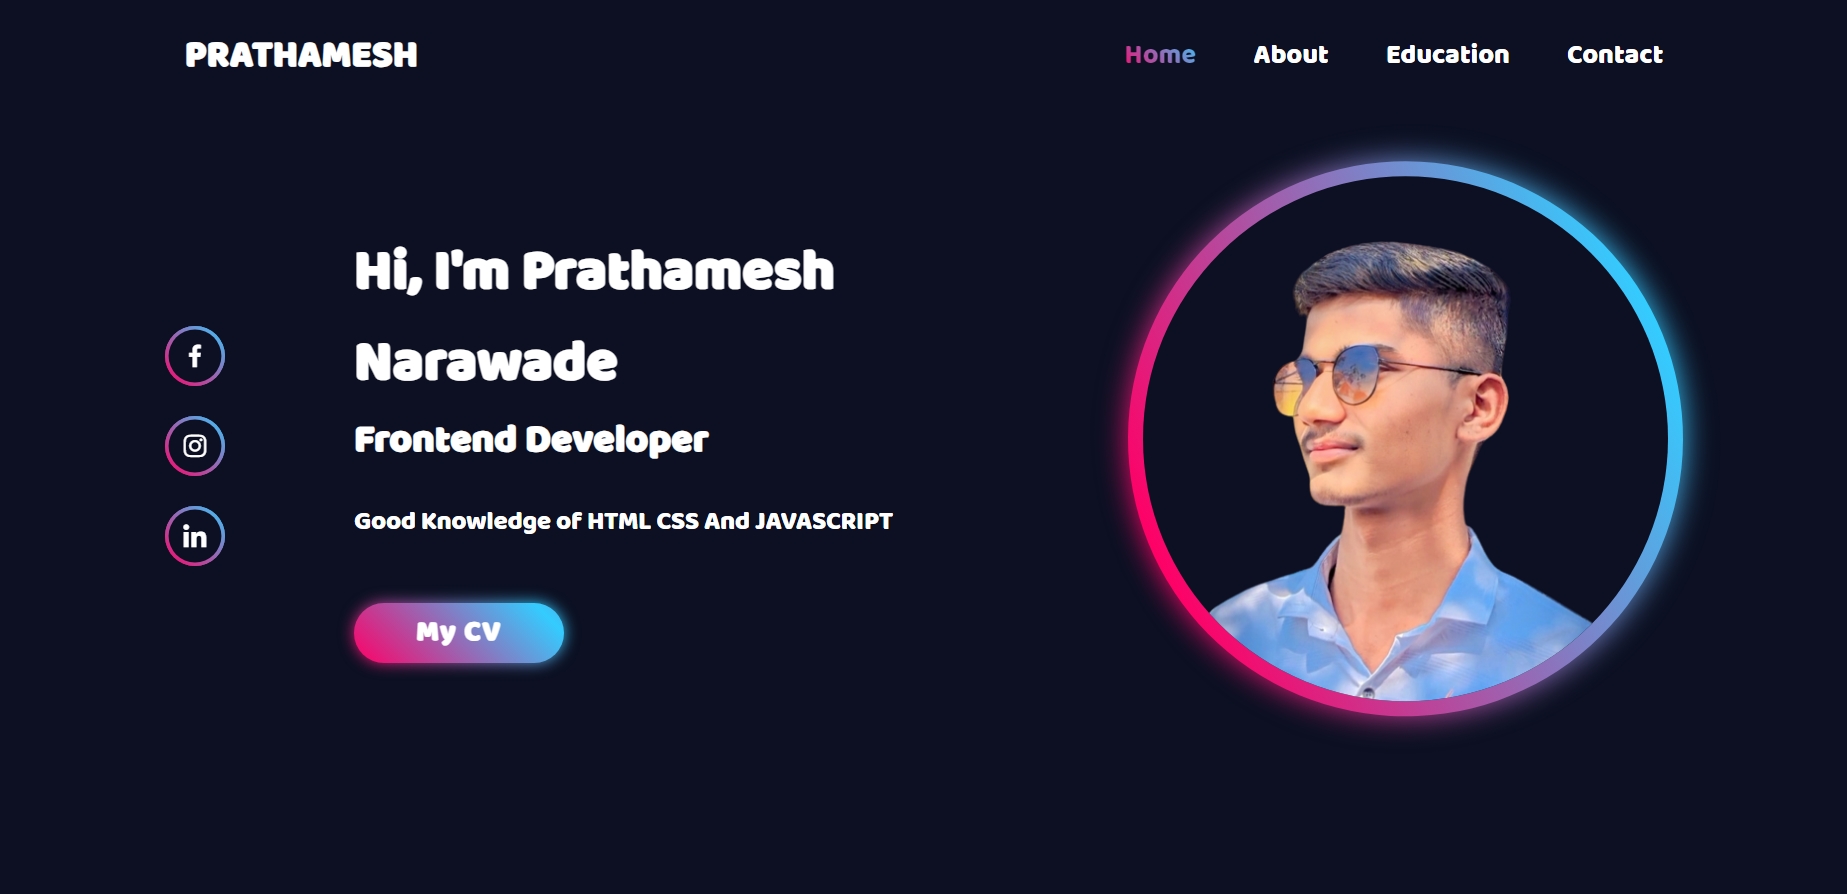 PRATHAMESH
Home About Education Contact
Hi, I'm Prathamesh
Narawade
Frontend Developer
Good Knowledge of HTML CSS And JAVASCRIPT
My CV